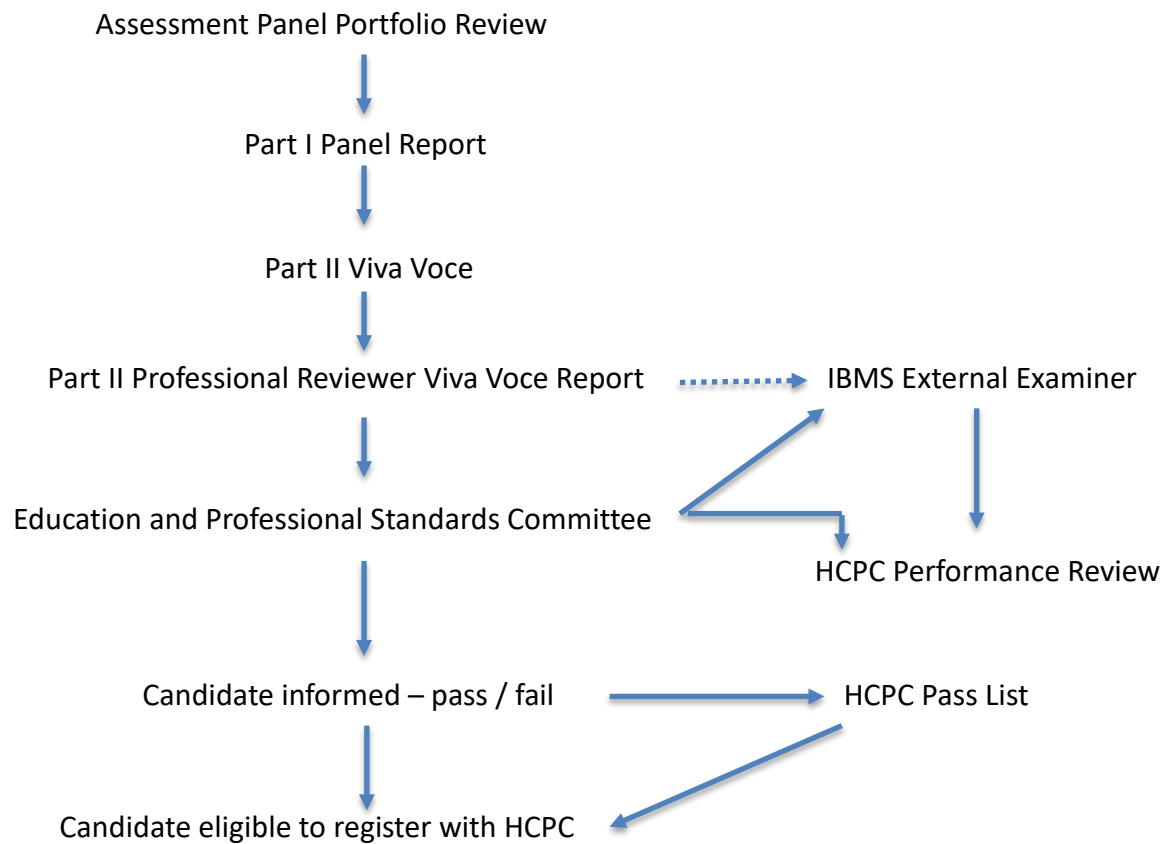 Assessment Panel Portfolio Review
Part I Panel Report
Part II Viva Voce
Part II Professional Reviewer Viva Voce Report
IBMS External Examiner
Education and Professional Standards Committee
HCPC Performance Review
Candidate informed – pass / fail
HCPC Pass List
Candidate eligible to register with HCPC